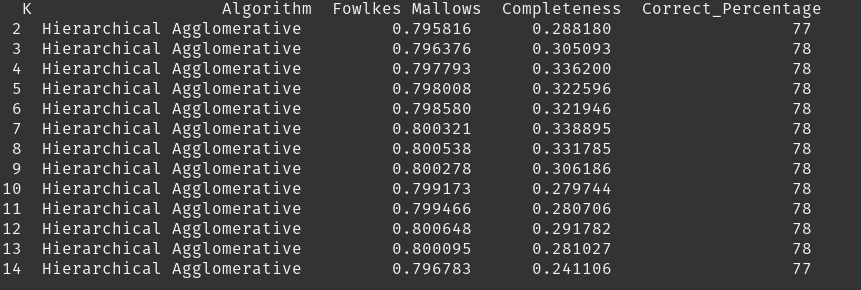 K Algorithm Fowlkes Mallows Completeness Correct_Percentage
2 Hierarchical Agglomerative 0.795816 0.288180 77
3 Hierarchical Agglomerative 0.796376 0.305093 78
4 Hierarchical Agglomerative 0.797793 0.336200 78
5 Hierarchical Agglomerative 0.798008 0.322596 78
6 Hierarchical Agglomerative 0.798580 0.321946 78
7 Hierarchical Agglomerative 0.800321 0.338895 78
8 Hierarchical Agglomerative 0.800538 0.331785 78
9 Hierarchical Agglomerative 0.800278 0.306186 78
10 Hierarchical Agglomerative 0.799173 0.279744 78
11 Hierarchical Agglomerative 0.799466 0.280706 78
12 Hierarchical Agglomerative 0.800648 0.291782 78
13 Hierarchical Agglomerative 0.800095 0.281027 78
14 Hierarchical Agglomerative 0.796783 0.241106 77